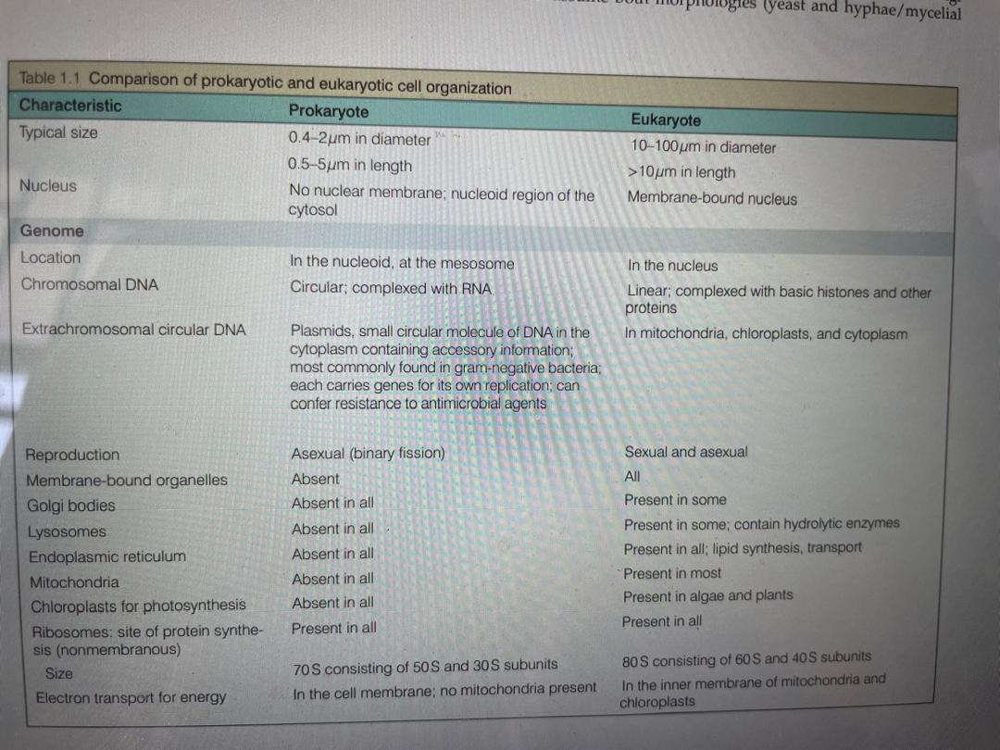 both morphologies (yeast and hyphae/mycelial
Table 1.1 Comparison of prokaryotic and eukaryotic cell organization
Characteristic Prokaryote Eukaryote
Typical size 0.4–2µm in diameter 10–100µm in diameter
0.5–5µm in length >10µm in length
Nucleus No nuclear membrane; nucleoid region of the Membrane-bound nucleus
cytosol
Genome
Location In the nucleoid, at the mesosome In the nucleus
Chromosomal DNA Circular; complexed with RNA Linear; complexed with basic histones and other
proteins
Extrachromosomal circular DNA Plasmids, small circular molecule of DNA in the In mitochondria, chloroplasts, and cytoplasm
cytoplasm containing accessory information;
most commonly found in gram-negative bacteria;
each carries genes for its own replication; can
confer resistance to antimicrobial agents
Reproduction Asexual (binary fission) Sexual and asexual
Membrane-bound organelles Absent All
Golgi bodies Absent in all Present in some
Lysosomes Absent in all Present in some; contain hydrolytic enzymes
Endoplasmic reticulum Absent in all Present in all; lipid synthesis, transport
Mitochondria Absent in all Present in most
Chloroplasts for photosynthesis Absent in all Present in algae and plants
Ribosomes: site of protein synthe- Present in all Present in all
sis (nonmembranous)
Size 70S consisting of 50S and 30S subunits 80S consisting of 60S and 40S subunits
Electron transport for energy In the cell membrane; no mitochondria present In the inner membrane of mitochondria and
chloroplasts